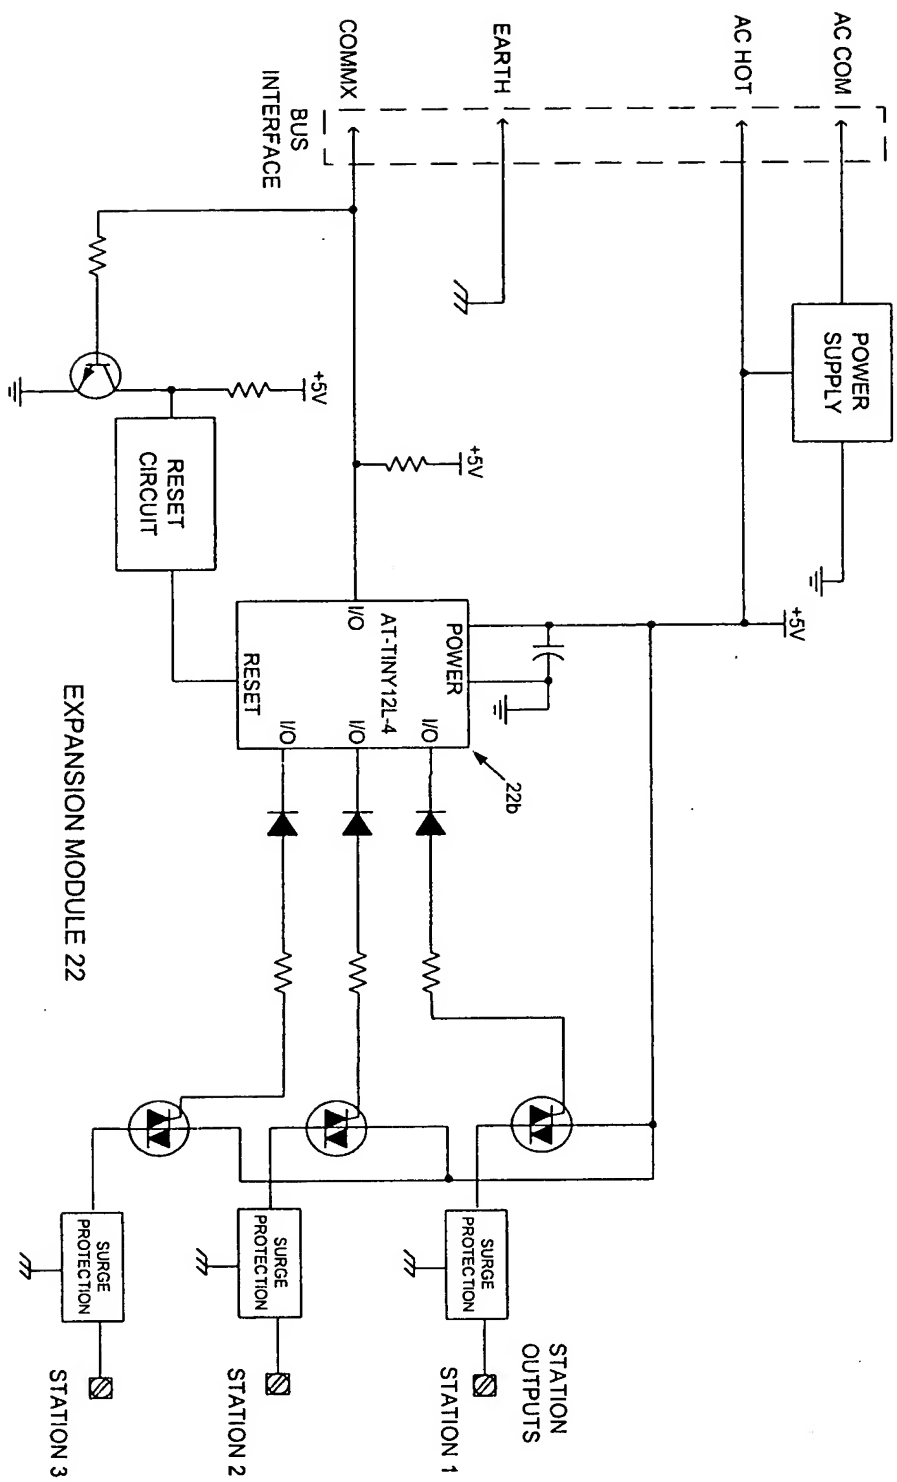 AC COM
AC HOT
EARTH
COMMX
BUS
INTERFACE
POWER
SUPPLY
+5V
+5V
+5V
RESET
CIRCUIT
POWER
AT-TINY12L-4
I/O
RESET
I/O
I/O
I/O
22b
SURGE
PROTECTION
SURGE
PROTECTION
SURGE
PROTECTION
STATION
OUTPUTS
STATION 1
STATION 2
STATION 3
EXPANSION MODULE 22